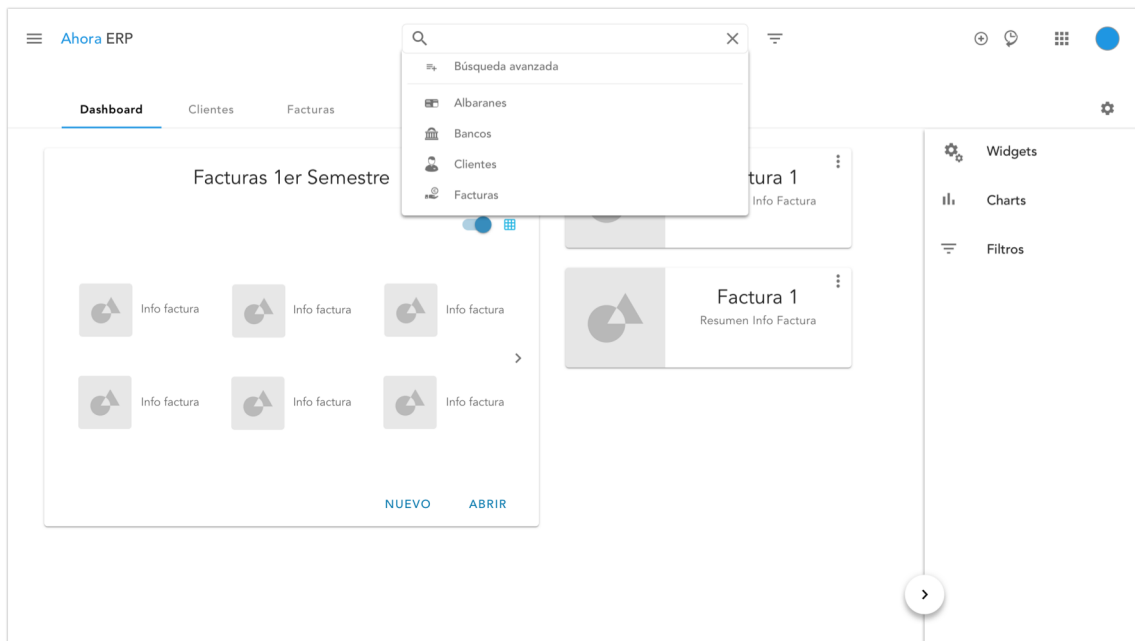 Ahora ERP
Búsqueda avanzada
Albaranes
Bancos
Clientes
Facturas
Dashboard
Clientes
Facturas
Facturas 1er Semestre
Info factura
Info factura
Info factura
Info factura
Info factura
Info factura
NUEVO
ABRIR
tura 1
Info Factura
Factura 1
Resumen Info Factura
Widgets
Charts
Filtros